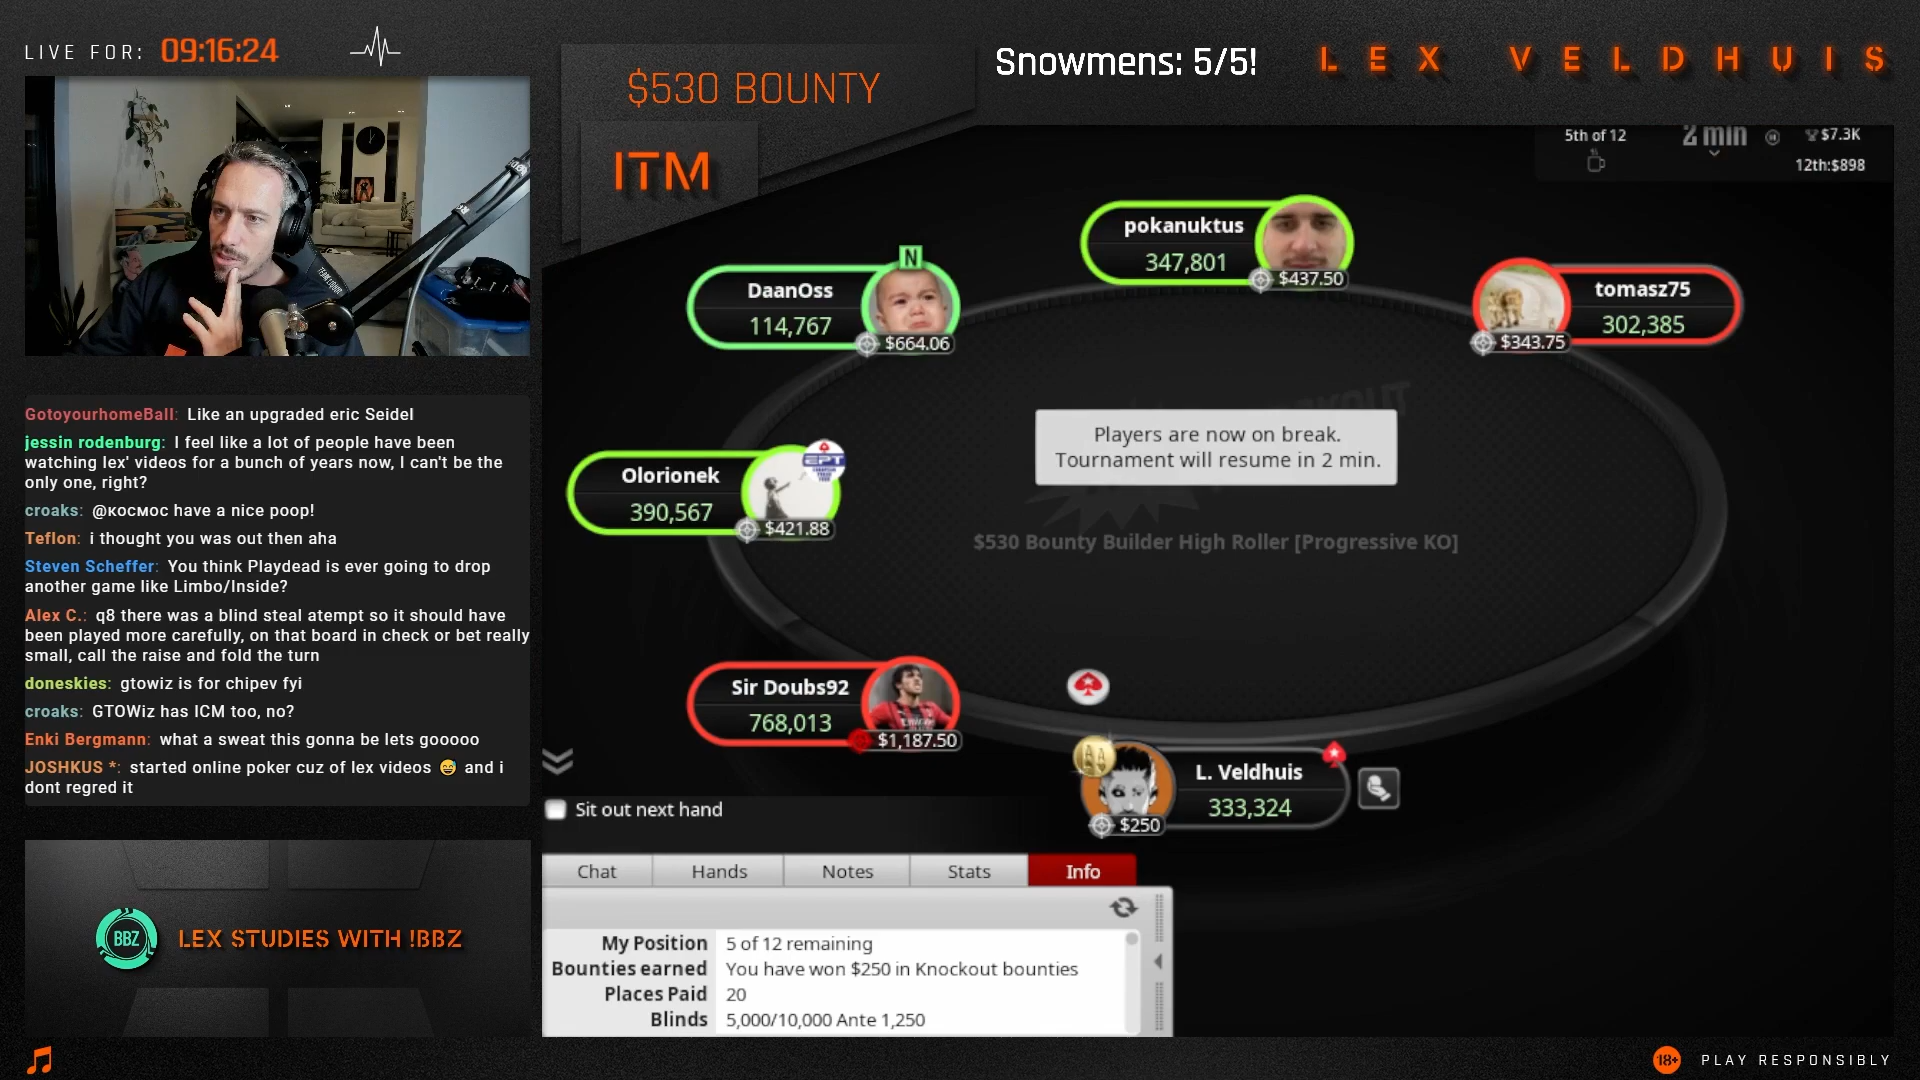 LIVE FOR: 09:16:24
$530 BOUNTY
ITM
Snowmens: 5/5!
LEX VELDHUIS
5th of 12
2 min
$7.3K
12th:$898
pokanuktus
347,801
$437.50
N
DaanOss
114,767
$664.06
tomasz75
302,385
$343.75
Players are now on break.
Tournament will resume in 2 min.
EPT
Olorionek
390,567
$421.88
$530 Bounty Builder High Roller [Progressive KO]
Sir Doubs92
768,013
$1,187.50
L. Veldhuis
333,324
$250
GotoyourhomeBall: Like an upgraded eric Seidel
jessin rodenburg: I feel like a lot of people have been
watching lex' videos for a bunch of years now, I can't be the
only one, right?
croaks: @космос have a nice poop!
Teflon: i thought you was out then aha
Steven Scheffer: You think Playdead is ever going to drop
another game like Limbo/Inside?
Alex C.: q8 there was a blind steal atempt so it should have
been played more carefully, on that board in check or bet really
small, call the raise and fold the turn
doneskies: gtowiz is for chipev fyi
croaks: GTOWiz has ICM too, no?
Enki Bergmann: what a sweat this gonna be lets gooooo
JOSHKUS *: started online poker cuz of lex videos 😅 and i
dont regred it
BBZ
LEX STUDIES WITH !BBZ
Sit out next hand
Chat Hands Notes Stats Info
My Position 5 of 12 remaining
Bounties earned You have won $250 in Knockout bounties
Places Paid 20
Blinds 5,000/10,000 Ante 1,250
18+ PLAY RESPONSIBLY